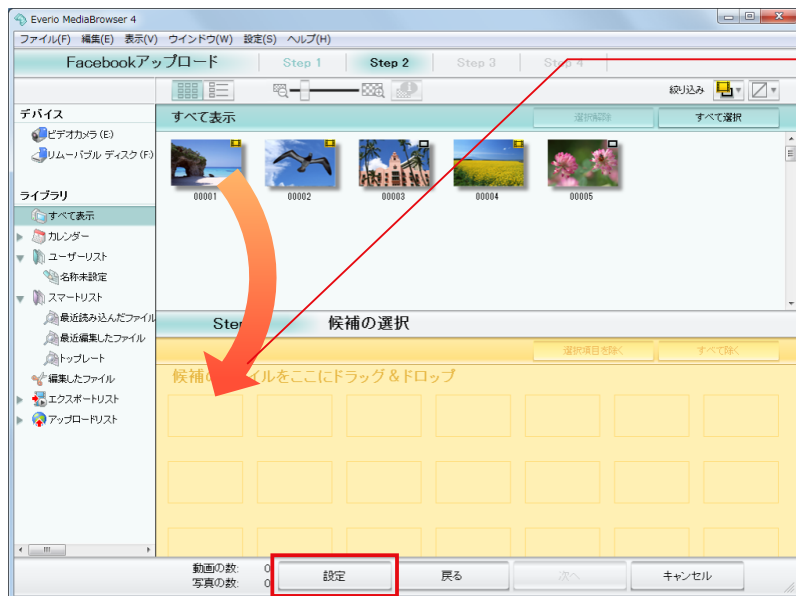 Everio MediaBrowser 4
ファイル(F) 編集(E) 表示(V) ウインドウ(W) 設定(S) ヘルプ(H)
Facebookアップロード Step 1 Step 2 Step 3 Step 4
絞り込み
デバイス
ビデオカメラ (E:)
リムーバブル ディスク (F:)
ライブラリ
すべて表示
カレンダー
ユーザーリスト
名称未設定
スマートリスト
最近読み込んだファイル
最近編集したファイル
トップレート
編集したファイル
エクスポートリスト
アップロードリスト
すべて表示 選択解除 すべて選択
00001 00002 00003 00004 00005
Step 候補の選択
選択項目を除く すべて除く
候補の ァイルをここにドラッグ＆ドロップ
動画の数: 0
写真の数: 0
設定 戻る 次へ キャンセル